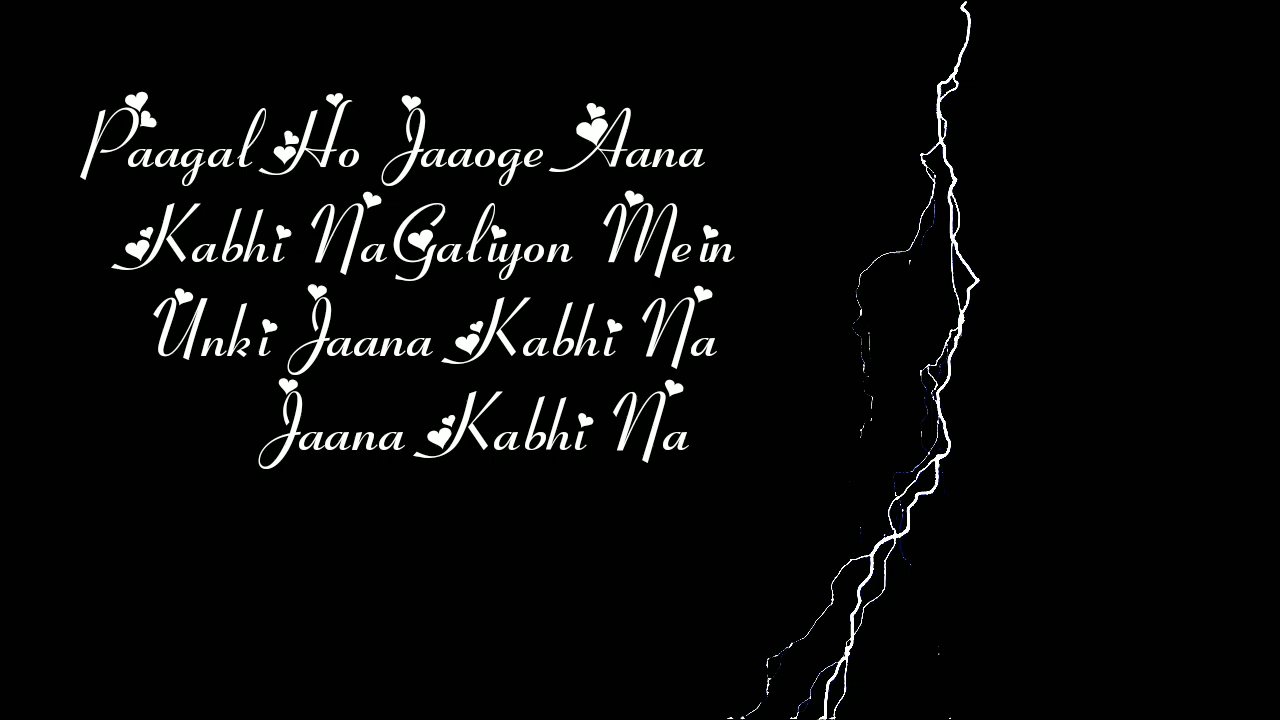 Paagal Ho Jaaoge Aana
Kabhi Na Galiyon Mein
Unki Jaana Kabhi Na
Jaana Kabhi Na